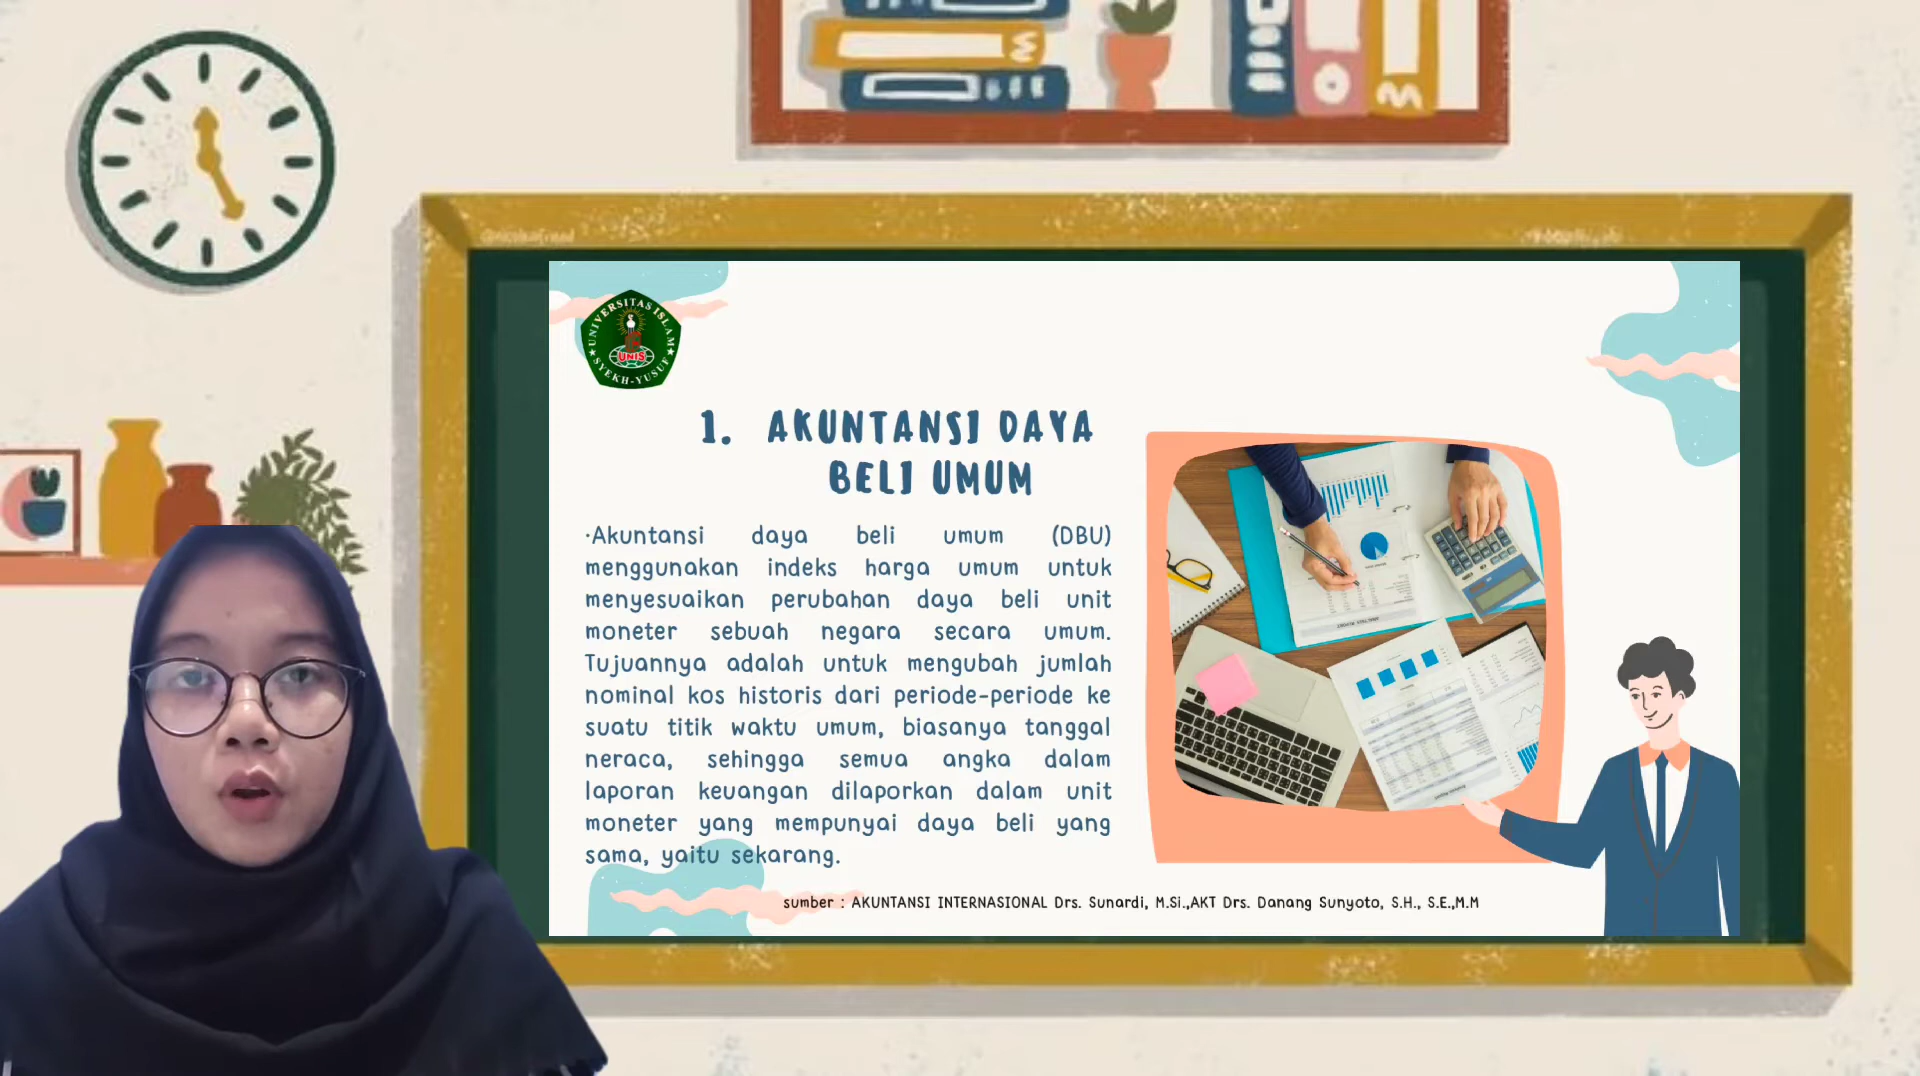 UNIVERSITAS ISLAM
UNIS
SYEKH-YUSUF
1. AKUNTANSI DAYA
BELI UMUM
·Akuntansi daya beli umum (DBU)
menggunakan indeks harga umum untuk
menyesuaikan perubahan daya beli unit
moneter sebuah negara secara umum.
Tujuannya adalah untuk mengubah jumlah
nominal kos historis dari periode-periode ke
suatu titik waktu umum, biasanya tanggal
neraca, sehingga semua angka dalam
laporan keuangan dilaporkan dalam unit
moneter yang mempunyai daya beli yang
sama, yaitu sekarang.
sumber : AKUNTANSI INTERNASIONAL Drs. Sunardi, M.Si.,AKT Drs. Danang Sunyoto, S.H., S.E.,M.M